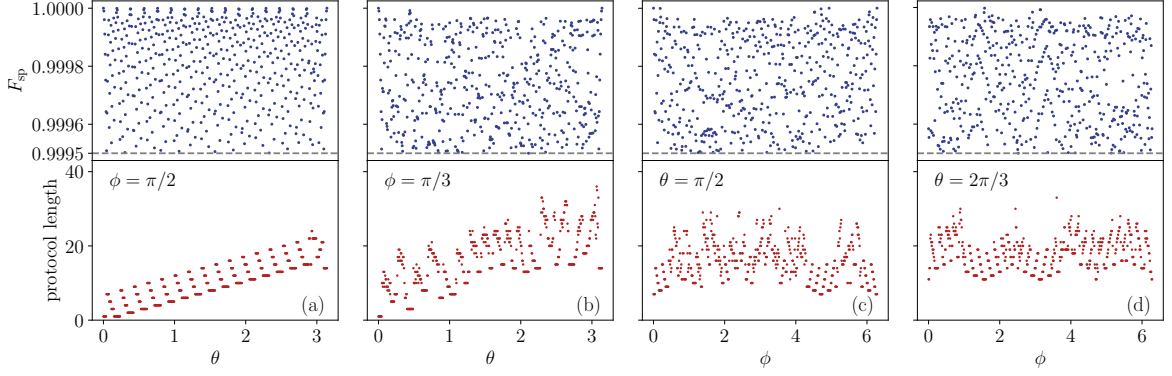 1.0000
0.9998
0.9996
0.9995
F_sp
φ = π/2
φ = π/3
θ = π/2
θ = 2π/3
40
20
0
protocol length
(a)
(b)
(c)
(d)
0 1 2 3
0 1 2 3
0 2 4 6
0 2 4 6
θ
θ
φ
φ